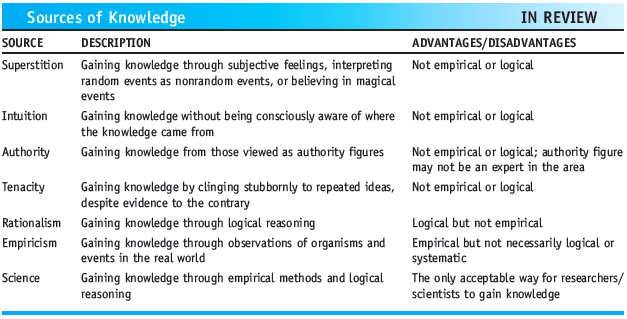 Sources of Knowledge IN REVIEW
SOURCE DESCRIPTION ADVANTAGES/DISADVANTAGES
Superstition Gaining knowledge through subjective feelings, interpreting Not empirical or logical
random events as nonrandom events, or believing in magical
events
Intuition Gaining knowledge without being consciously aware of where Not empirical or logical
the knowledge came from
Authority Gaining knowledge from those viewed as authority figures Not empirical or logical; authority figure
may not be an expert in the area
Tenacity Gaining knowledge by clinging stubbornly to repeated ideas, Not empirical or logical
despite evidence to the contrary
Rationalism Gaining knowledge through logical reasoning Logical but not empirical
Empiricism Gaining knowledge through observations of organisms and Empirical but not necessarily logical or
events in the real world systematic
Science Gaining knowledge through empirical methods and logical The only acceptable way for researchers/
reasoning scientists to gain knowledge